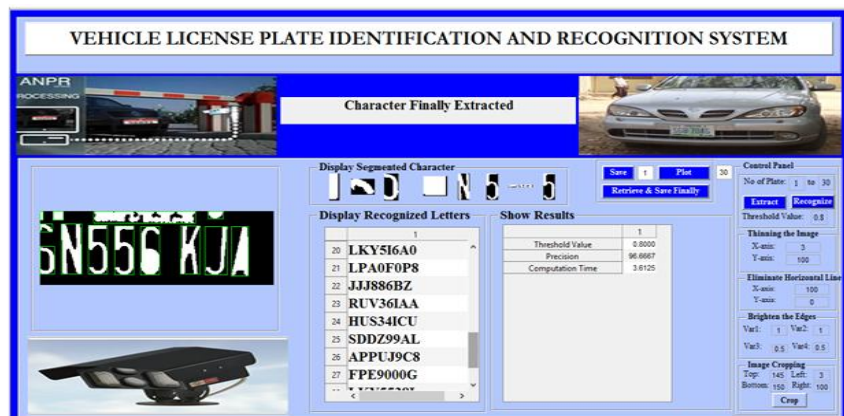 VEHICLE LICENSE PLATE IDENTIFICATION AND RECOGNITION SYSTEM
ANPR
PROCESSING
Character Finally Extracted
Display Segmented Character
N 5 5
Save 1 Plot 30
Retrieve & Save Finally
Control Panel
No of Plate: 1 to 30
Extract Recognize
Threshold Value: 0.8
Thinning the Image
X-axis: 3
Y-axis: 100
Eliminate Horizontal Line
X-axis: 100
Y-axis: 0
Brighten the Edges
Var1: 1 Var2: 1
Var3: 0.5 Var4: 0.5
Image Cropping
Top: 145 Left: 3
Bottom: 150 Right: 100
Crop
GN556 KJA
Display Recognized Letters
1
20 LKY5I6A0
21 LPA0F0P8
22 JJJ886BZ
23 RUV36IAA
24 HUS34ICU
25 SDDZ99AL
26 APPUJ9C8
27 FPE9000G
Show Results
1
Threshold Value 0.8000
Precision 96.6667
Computation Time 3.6125